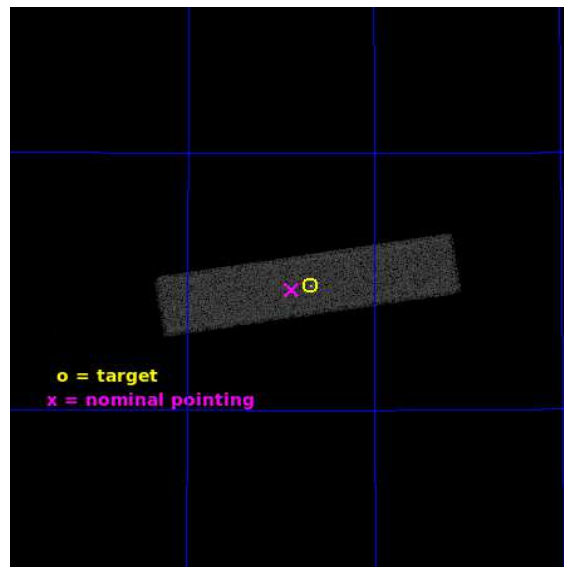 o = target
x = nominal pointing